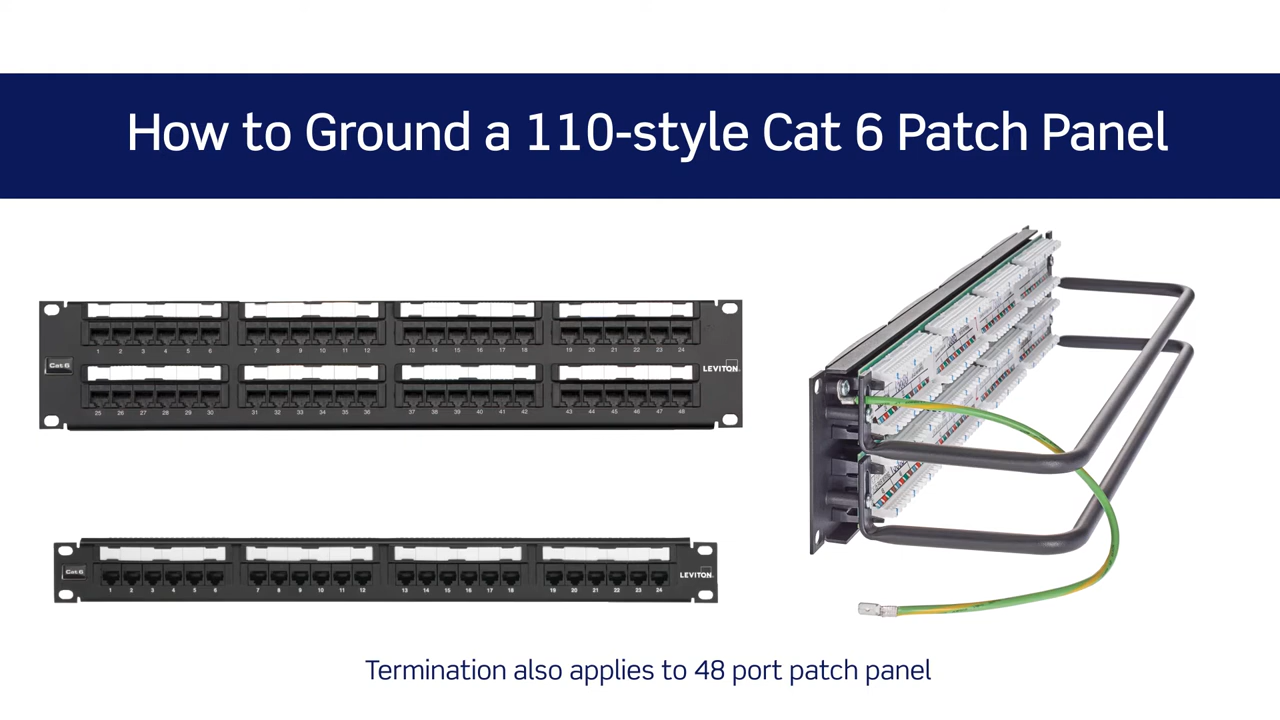 How to Ground a 110-style Cat 6 Patch Panel
1 2 3 4 5 6 7 8 9 10 11 12 13 14 15 16 17 18 19 20 21 22 23 24
Cat 6
LEVITON
25 26 27 28 29 30 31 32 33 34 35 36 37 38 39 40 41 42 43 44 45 46 47 48
Cat 6
LEVITON
1 2 3 4 5 6 7 8 9 10 11 12 13 14 15 16 17 18 19 20 21 22 23 24
Termination also applies to 48 port patch panel